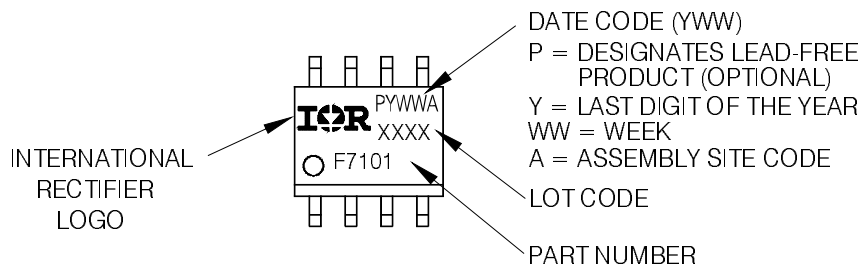 DATE CODE (YWW)
P = DESIGNATES LEAD-FREE
PRODUCT (OPTIONAL)
Y = LAST DIGIT OF THE YEAR
WW = WEEK
A = ASSEMBLY SITE CODE
LOT CODE
PART NUMBER
INTERNATIONAL
RECTIFIER
LOGO
IOR
PYWWA
XXXX
F7101